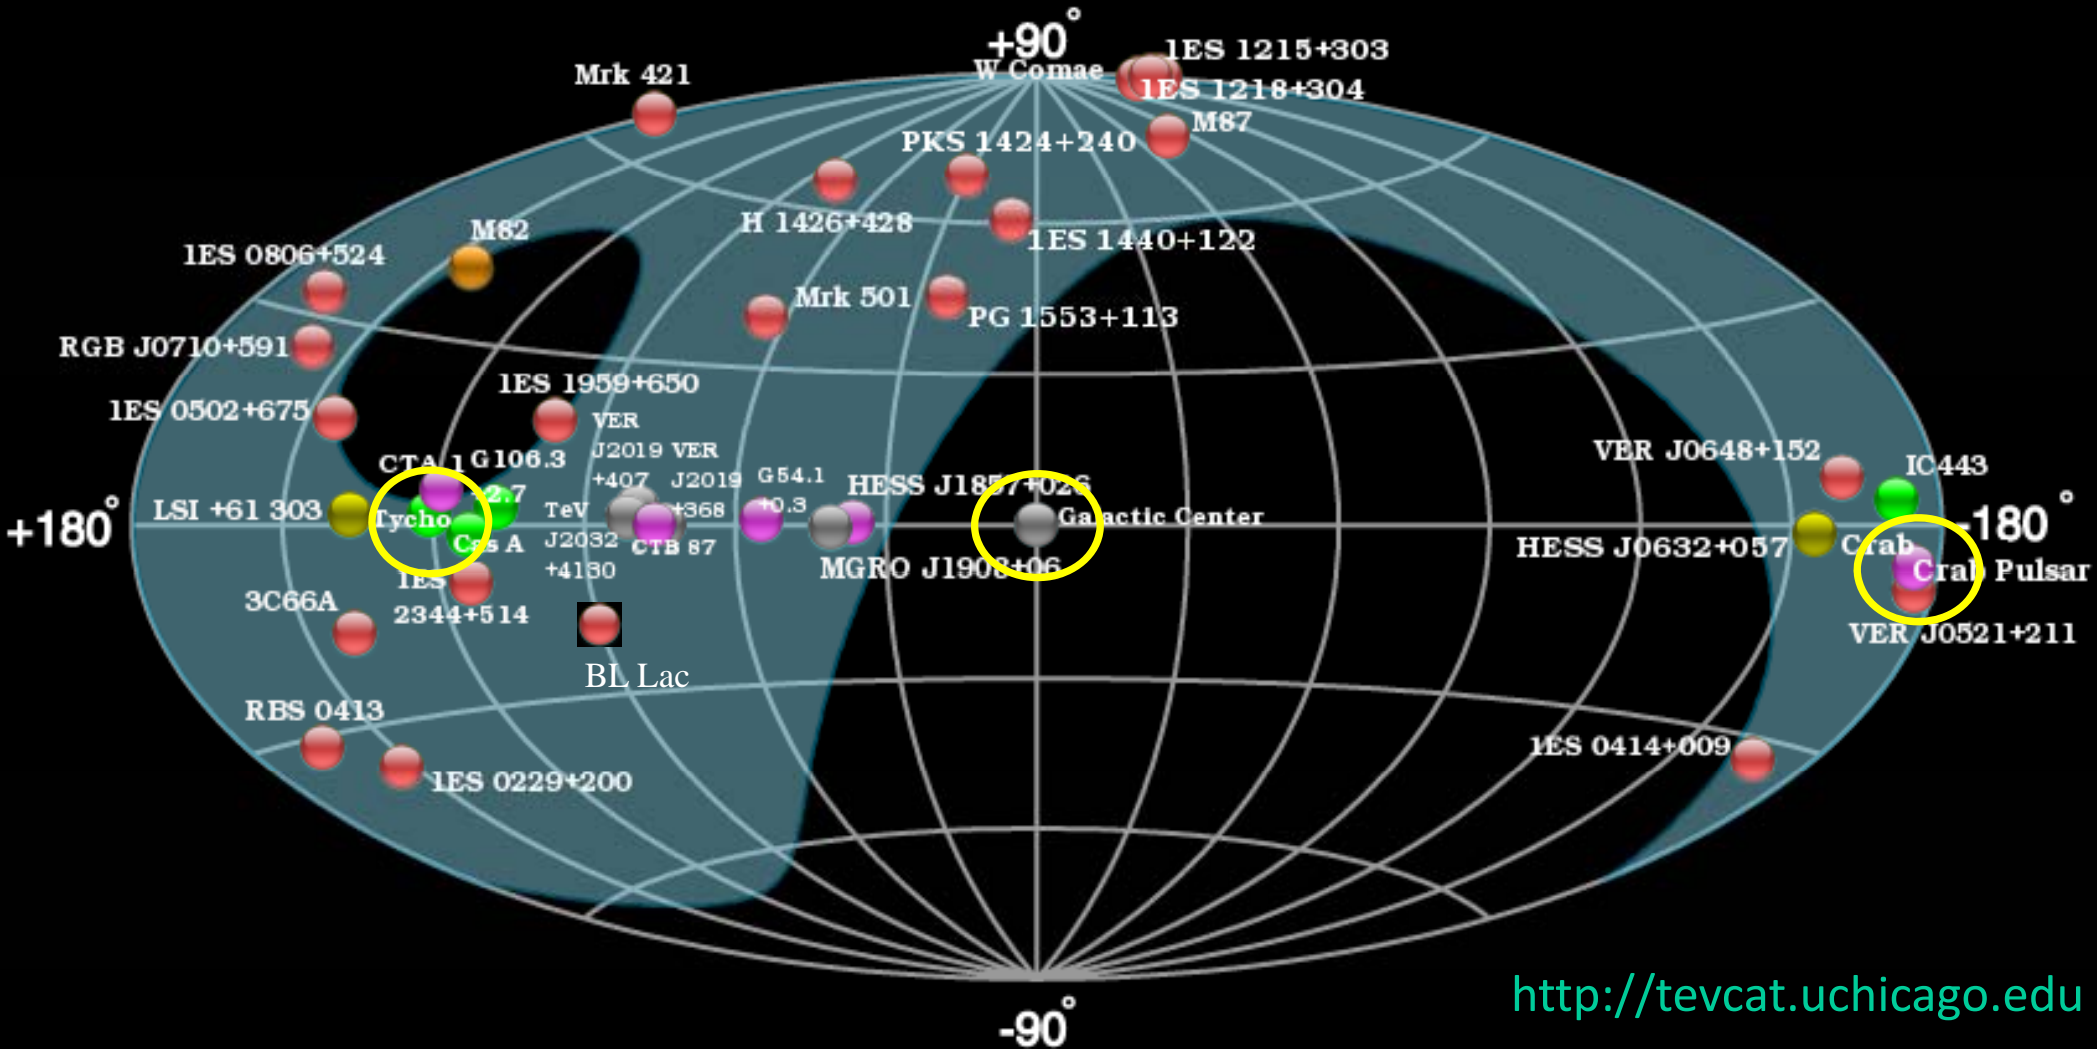 +90°
1ES 1215+303
W Comae
Mrk 421
1ES 1218+304
M87
PKS 1424+240
H 1426+428
M82
1ES 1440+122
1ES 0806+524
Mrk 501
PG 1553+113
RGB J0710+591
1ES 1959+650
1ES 0502+675
VER
J2019
+407
VER
J2019
+368
VER J0648+152
CTA 1
G106.3
+2.7
G54.1
+0.3
HESS J1857+026
IC443
LSI +61 303
TeV
J2032
+4130
Galactic Center
+180°
-180°
Tycho
Cas A
CTB 87
HESS J0632+057
Crab
MGRO J1908+06
Crab Pulsar
1ES
2344+514
3C66A
VER J0521+211
BL Lac
RBS 0413
1ES 0414+009
1ES 0229+200
http://tevcat.uchicago.edu
-90°